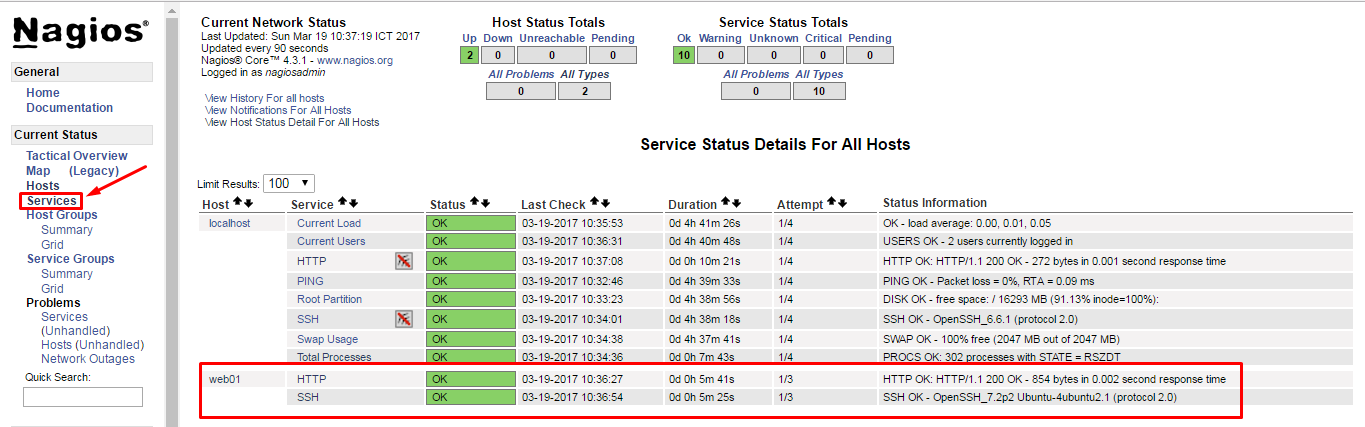 Nagios®
General
Home
Documentation
Current Status
Tactical Overview
Map (Legacy)
Hosts
Services
Host Groups
Summary
Grid
Service Groups
Summary
Grid
Problems
Services
(Unhandled)
Hosts (Unhandled)
Network Outages
Quick Search:
Current Network Status
Last Updated: Sun Mar 19 10:37:19 ICT 2017
Updated every 90 seconds
Nagios® Core™ 4.3.1 - www.nagios.org
Logged in as nagiosadmin
View History For all hosts
View Notifications For All Hosts
View Host Status Detail For All Hosts
Host Status Totals
Up Down Unreachable Pending
2 0 0 0
All Problems All Types
0 2
Service Status Totals
Ok Warning Unknown Critical Pending
10 0 0 0 0
All Problems All Types
0 10
Service Status Details For All Hosts
Limit Results: 100
Host Service Status Last Check Duration Attempt Status Information
localhost Current Load OK 03-19-2017 10:35:53 0d 4h 41m 26s 1/4 OK - load average: 0.00, 0.01, 0.05
Current Users OK 03-19-2017 10:36:31 0d 4h 40m 48s 1/4 USERS OK - 2 users currently logged in
HTTP OK 03-19-2017 10:37:08 0d 0h 10m 21s 1/4 HTTP OK: HTTP/1.1 200 OK - 272 bytes in 0.001 second response time
PING OK 03-19-2017 10:32:46 0d 4h 39m 33s 1/4 PING OK - Packet loss = 0%, RTA = 0.09 ms
Root Partition OK 03-19-2017 10:33:23 0d 4h 38m 56s 1/4 DISK OK - free space: / 16293 MB (91.13% inode=100%):
SSH OK 03-19-2017 10:34:01 0d 4h 38m 18s 1/4 SSH OK - OpenSSH_6.6.1 (protocol 2.0)
Swap Usage OK 03-19-2017 10:34:38 0d 4h 37m 41s 1/4 SWAP OK - 100% free (2047 MB out of 2047 MB)
Total Processes OK 03-19-2017 10:34:36 0d 0h 7m 43s 1/4 PROCS OK: 302 processes with STATE = RSZDT
web01 HTTP OK 03-19-2017 10:36:27 0d 0h 5m 41s 1/3 HTTP OK: HTTP/1.1 200 OK - 854 bytes in 0.002 second response time
SSH OK 03-19-2017 10:36:54 0d 0h 5m 25s 1/3 SSH OK - OpenSSH_7.2p2 Ubuntu-4ubuntu2.1 (protocol 2.0)